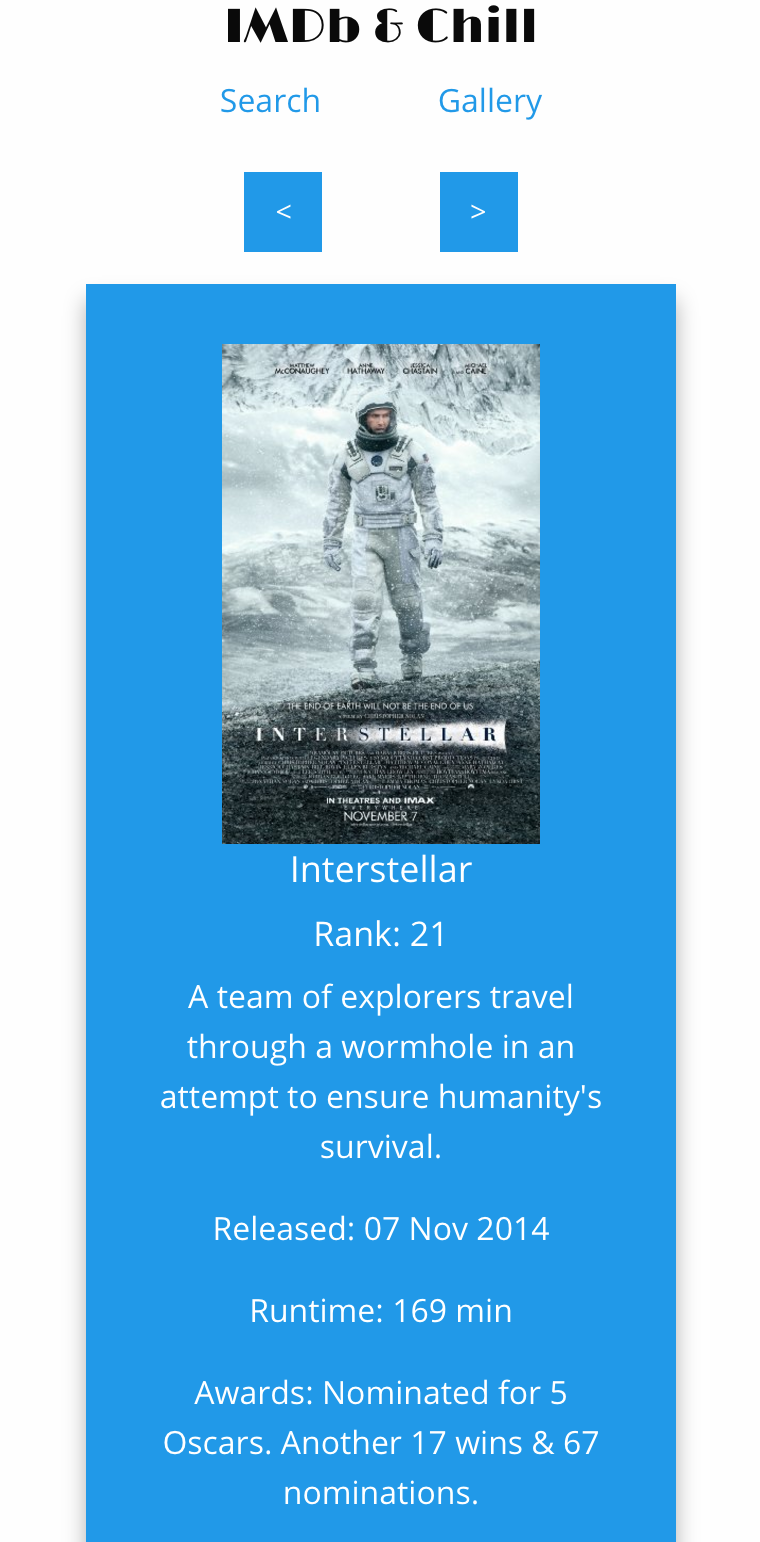 IMDb & Chill
Search Gallery
< >
MATTHEW McCONAUGHEY ANNE HATHAWAY JESSICA CHASTAIN MICHAEL CAINE
THE END OF EARTH WILL NOT BE THE END OF US
A FILM BY CHRISTOPHER NOLAN
INTERSTELLAR
IN THEATRES AND IMAX
EVERYWHERE
NOVEMBER 7
Interstellar
Rank: 21
A team of explorers travel
through a wormhole in an
attempt to ensure humanity's
survival.
Released: 07 Nov 2014
Runtime: 169 min
Awards: Nominated for 5
Oscars. Another 17 wins & 67
nominations.